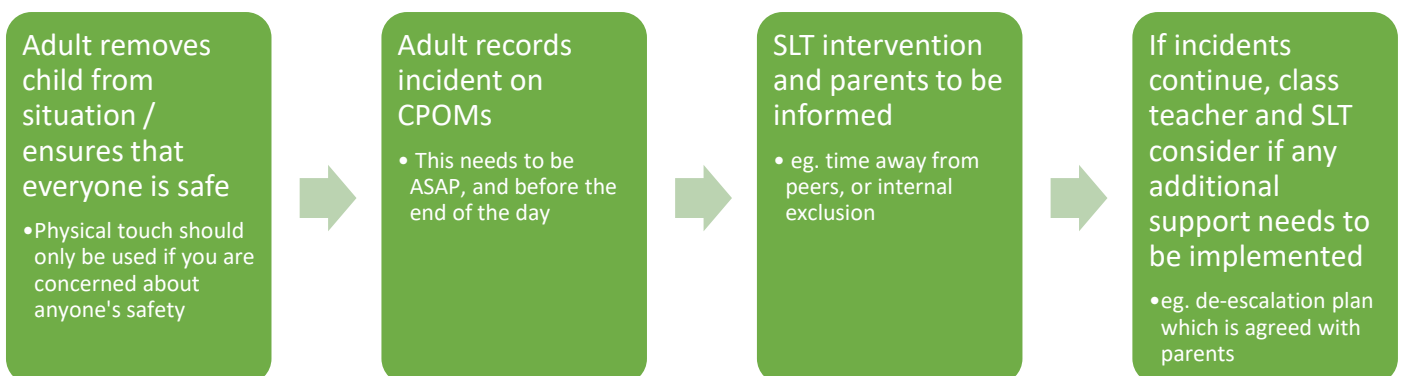 Adult removes
child from
situation /
ensures that
everyone is safe
•Physical touch should
only be used if you are
concerned about
anyone's safety
Adult records
incident on
CPOMs
• This needs to be
ASAP, and before the
end of the day
SLT intervention
and parents to be
informed
• eg. time away from
peers, or internal
exclusion
If incidents
continue, class
teacher and SLT
consider if any
additional
support needs to
be implemented
•eg. de-escalation plan
which is agreed with
parents